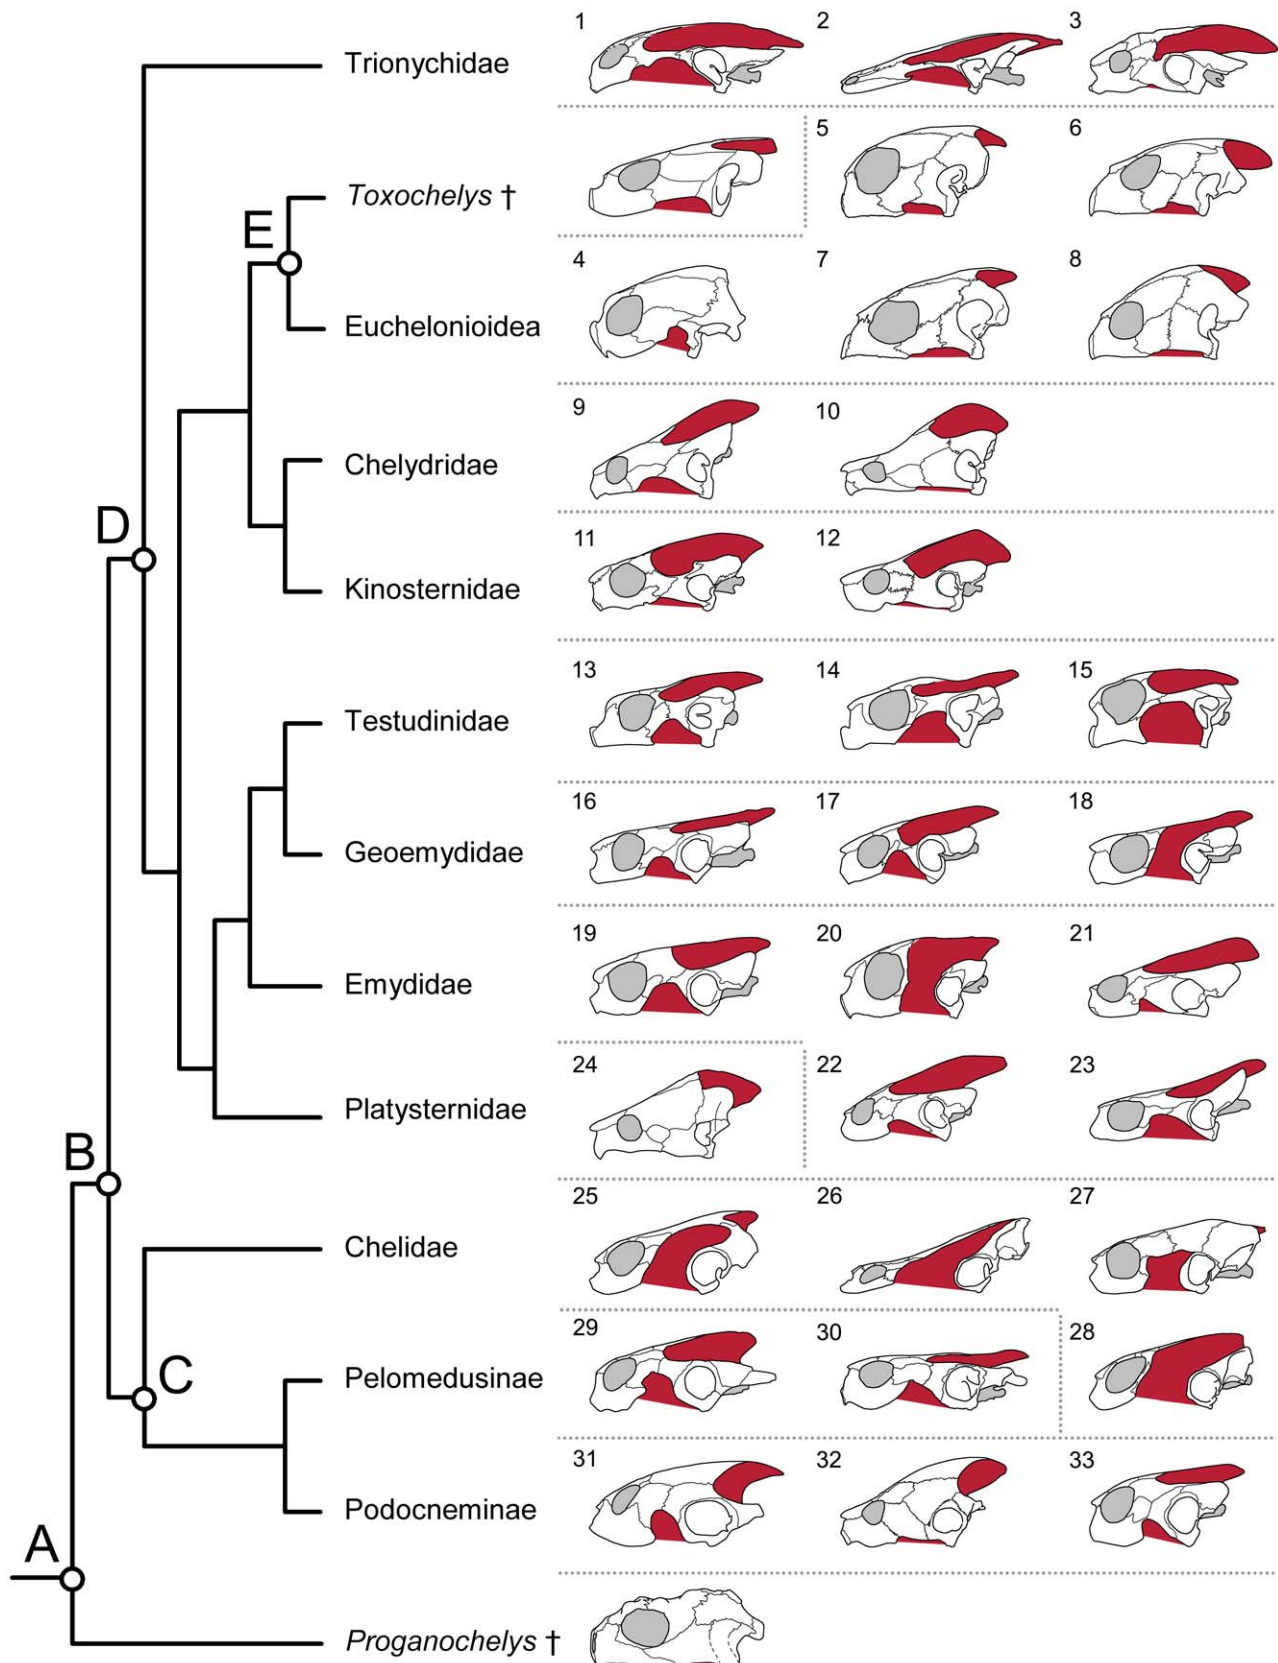 1 2 3
Trionychidae
5 6
Toxochelys †
E
4 7 8
Euchelonioidea
9 10
Chelydridae
D
11 12
Kinosternidae
13 14 15
Testudinidae
16 17 18
Geoemydidae
19 20 21
Emydidae
24 22 23
Platysternidae
B
25 26 27
Chelidae
29 30 28
C
Pelomedusinae
31 32 33
Podocneminae
A
Proganochelys †